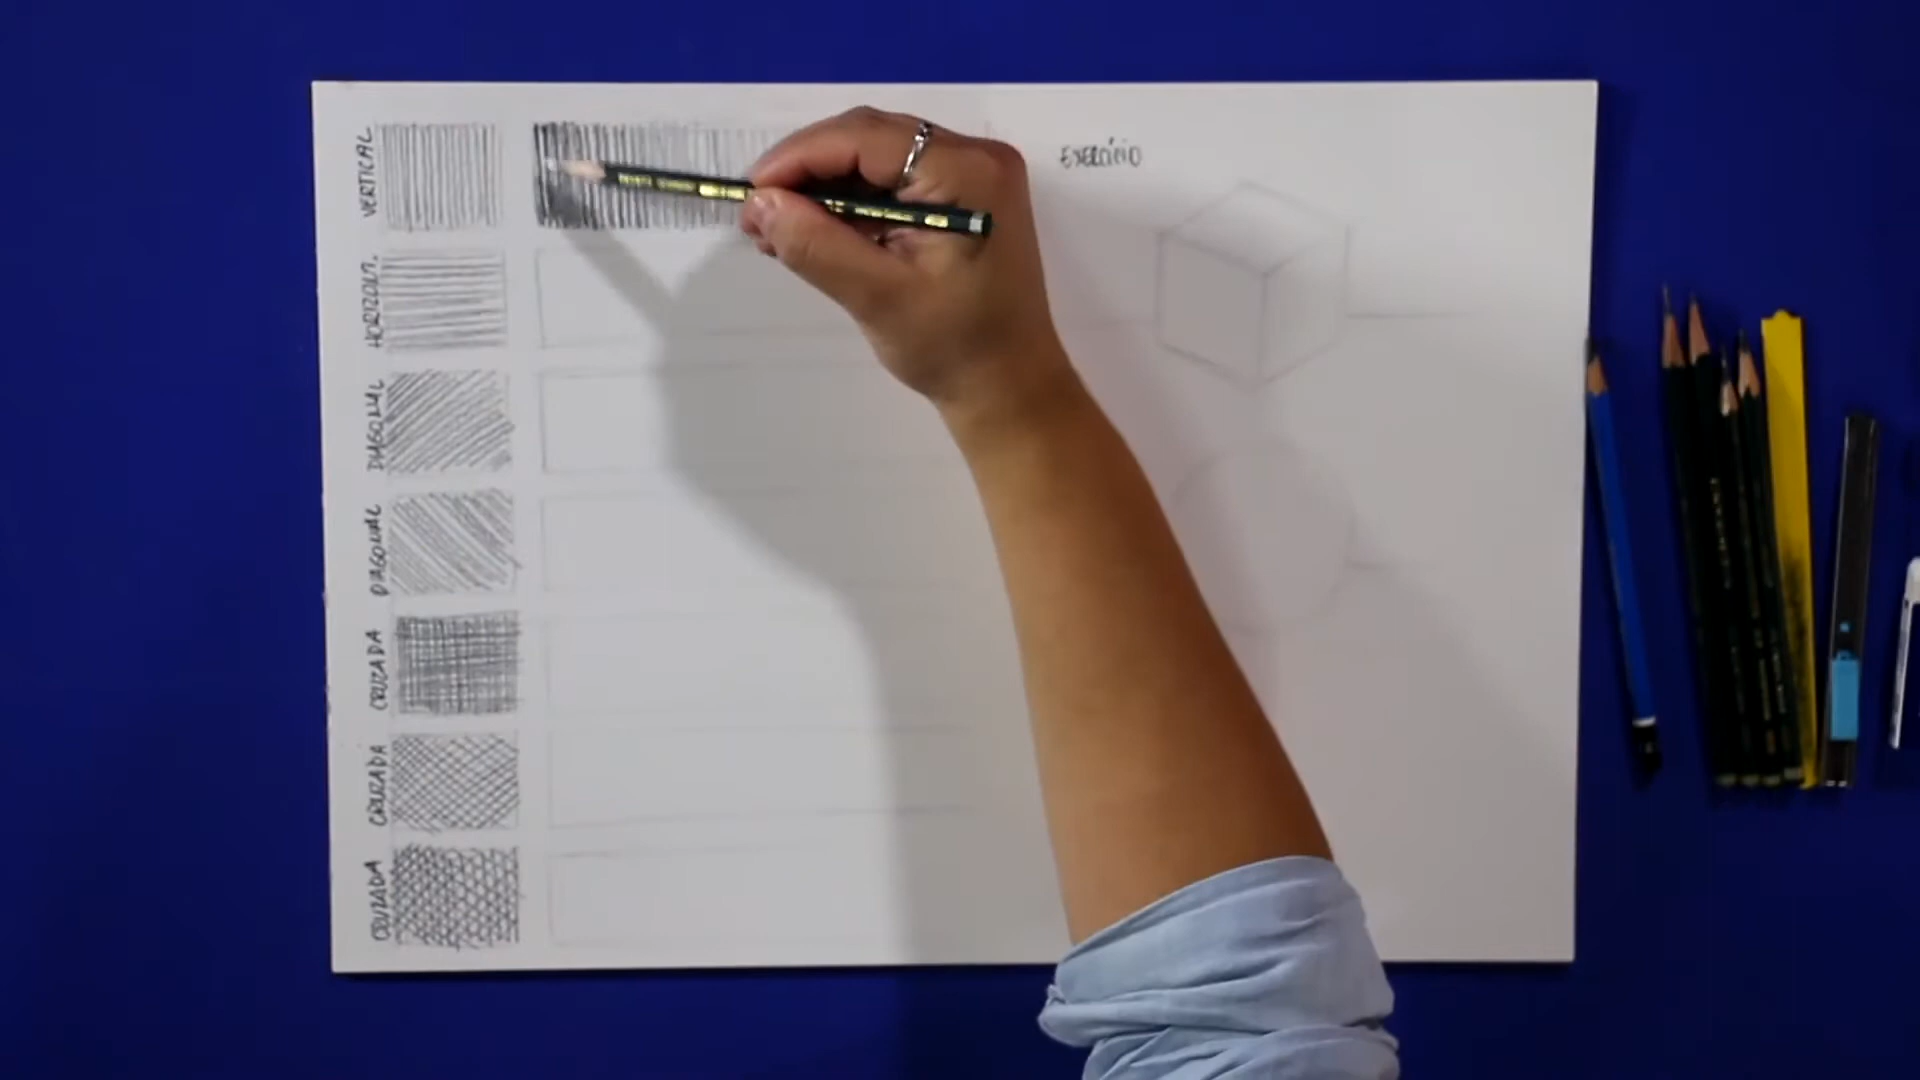 VERTICAL
HORIZONT.
DIAGONAL
DIAGONAL
CRUZADA
CRUZADA
CRUZADA
EXERCÍCIO